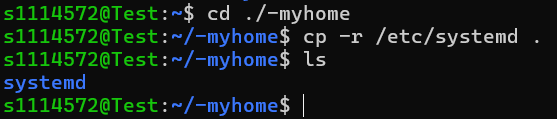 s1114572@Test:~$ cd ./-myhome
s1114572@Test:~/-myhome$ cp -r /etc/systemd .
s1114572@Test:~/-myhome$ ls
systemd
s1114572@Test:~/-myhome$